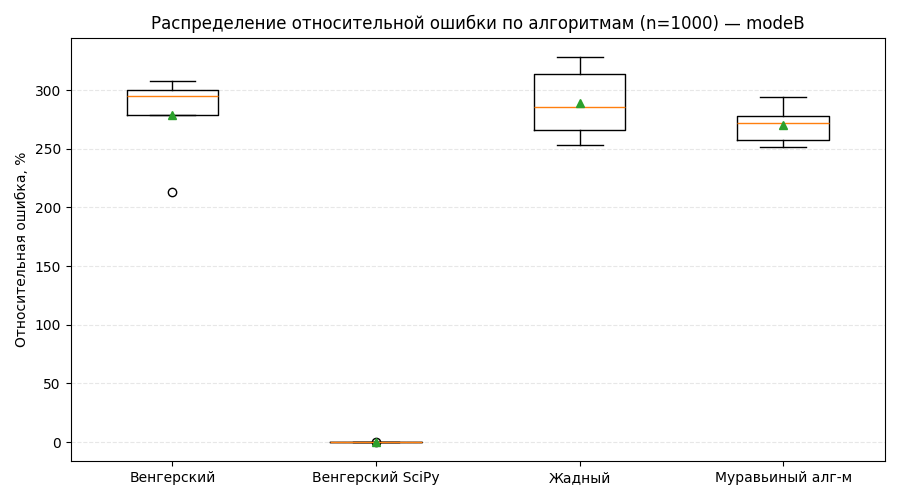 Распределение относительной ошибки по алгоритмам (n=1000) — modeB
Относительная ошибка, %
300
250
200
150
100
50
0
Венгерский
Венгерский SciPy
Жадный
Муравьиный алг-м